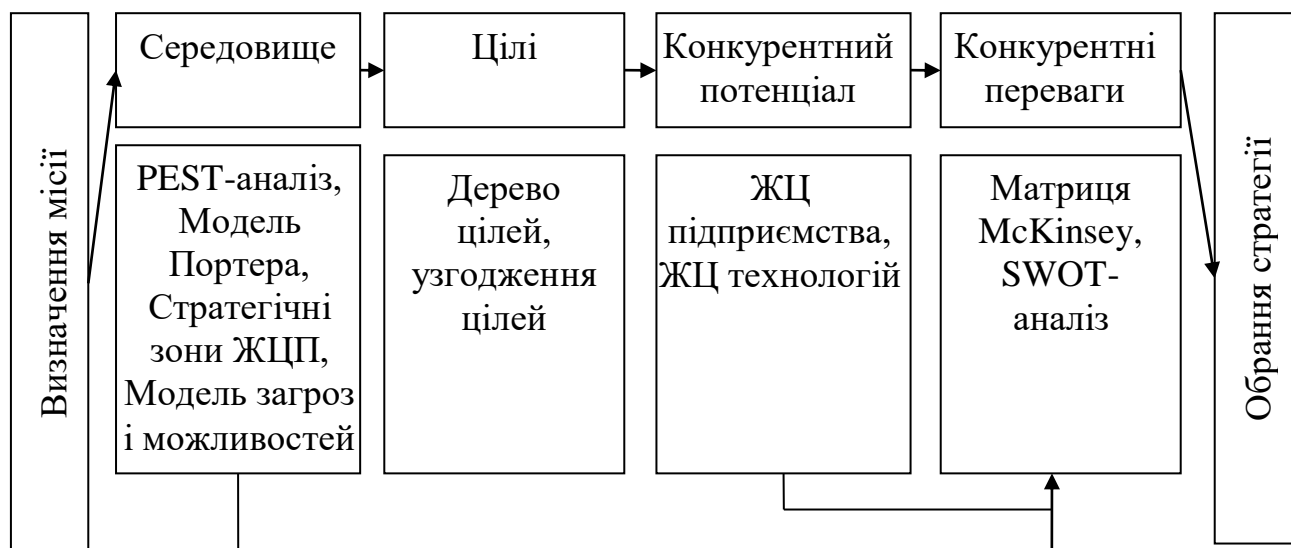 Визначення місії
Середовище
Цілі
Конкурентний
потенціал
Конкурентні
переваги
PEST-аналіз,
Модель
Портера,
Стратегічні
зони ЖЦП,
Модель загроз
і можливостей
Дерево
цілей,
узгодження
цілей
ЖЦ
підприємства,
ЖЦ технологій
Матриця
McKinsey,
SWOT-
аналіз
Обрання стратегії